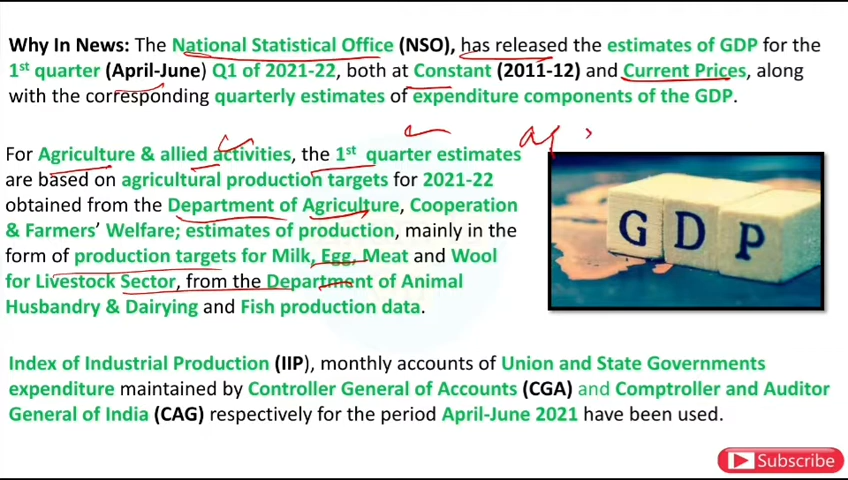 Why In News: The National Statistical Office (NSO), has released the estimates of GDP for the
1st quarter (April-June) Q1 of 2021-22, both at Constant (2011-12) and Current Prices, along
with the corresponding quarterly estimates of expenditure components of the GDP.
For Agriculture & allied activities, the 1st quarter estimates
are based on agricultural production targets for 2021-22
obtained from the Department of Agriculture, Cooperation
& Farmers’ Welfare; estimates of production, mainly in the
form of production targets for Milk, Egg, Meat and Wool
for Livestock Sector, from the Department of Animal
Husbandry & Dairying and Fish production data.
GDP
Index of Industrial Production (IIP), monthly accounts of Union and State Governments
expenditure maintained by Controller General of Accounts (CGA) and Comptroller and Auditor
General of India (CAG) respectively for the period April-June 2021 have been used.
Subscribe